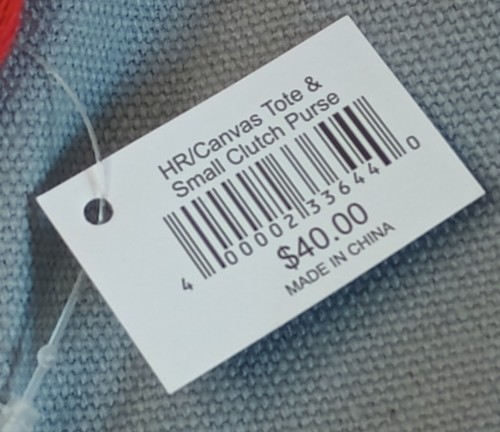 HR/Canvas Tote &
Small Clutch Purse
4 00002 33644 0
$40.00
MADE IN CHINA